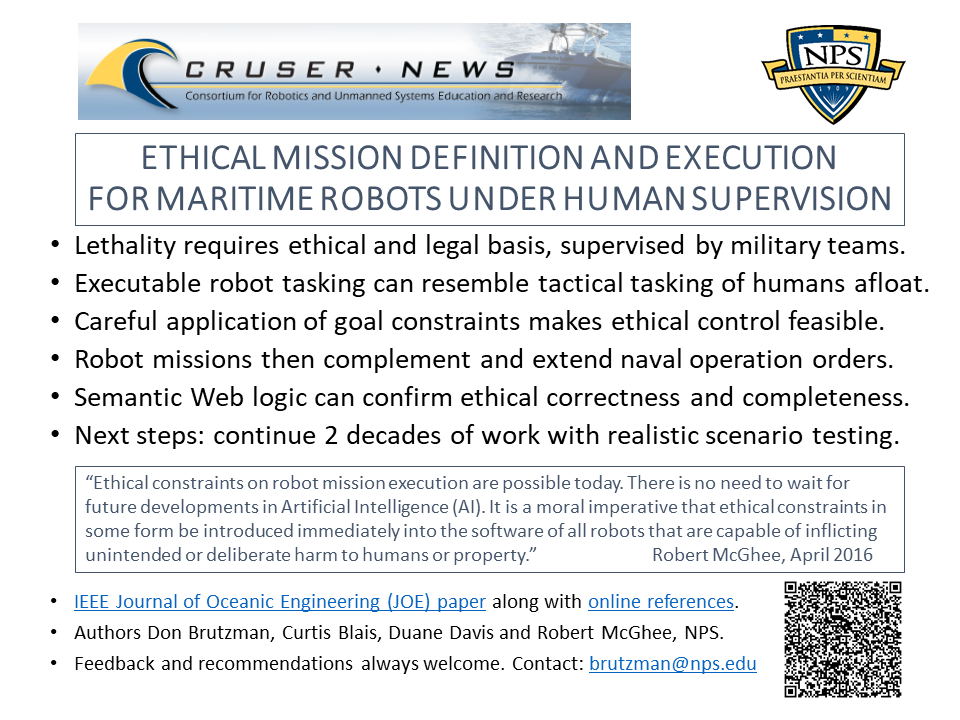 CRUSER • NEWS
Consortium for Robotics and Unmanned Systems Education and Research
NPS
PRAESTANTIA PER SCIENTIAM
1909
ETHICAL MISSION DEFINITION AND EXECUTION
FOR MARITIME ROBOTS UNDER HUMAN SUPERVISION
• Lethality requires ethical and legal basis, supervised by military teams.
• Executable robot tasking can resemble tactical tasking of humans afloat.
• Careful application of goal constraints makes ethical control feasible.
• Robot missions then complement and extend naval operation orders.
• Semantic Web logic can confirm ethical correctness and completeness.
• Next steps: continue 2 decades of work with realistic scenario testing.
“Ethical constraints on robot mission execution are possible today. There is no need to wait for
future developments in Artificial Intelligence (AI). It is a moral imperative that ethical constraints in
some form be introduced immediately into the software of all robots that are capable of inflicting
unintended or deliberate harm to humans or property.” Robert McGhee, April 2016
• IEEE Journal of Oceanic Engineering (JOE) paper along with online references.
• Authors Don Brutzman, Curtis Blais, Duane Davis and Robert McGhee, NPS.
• Feedback and recommendations always welcome. Contact: brutzman@nps.edu